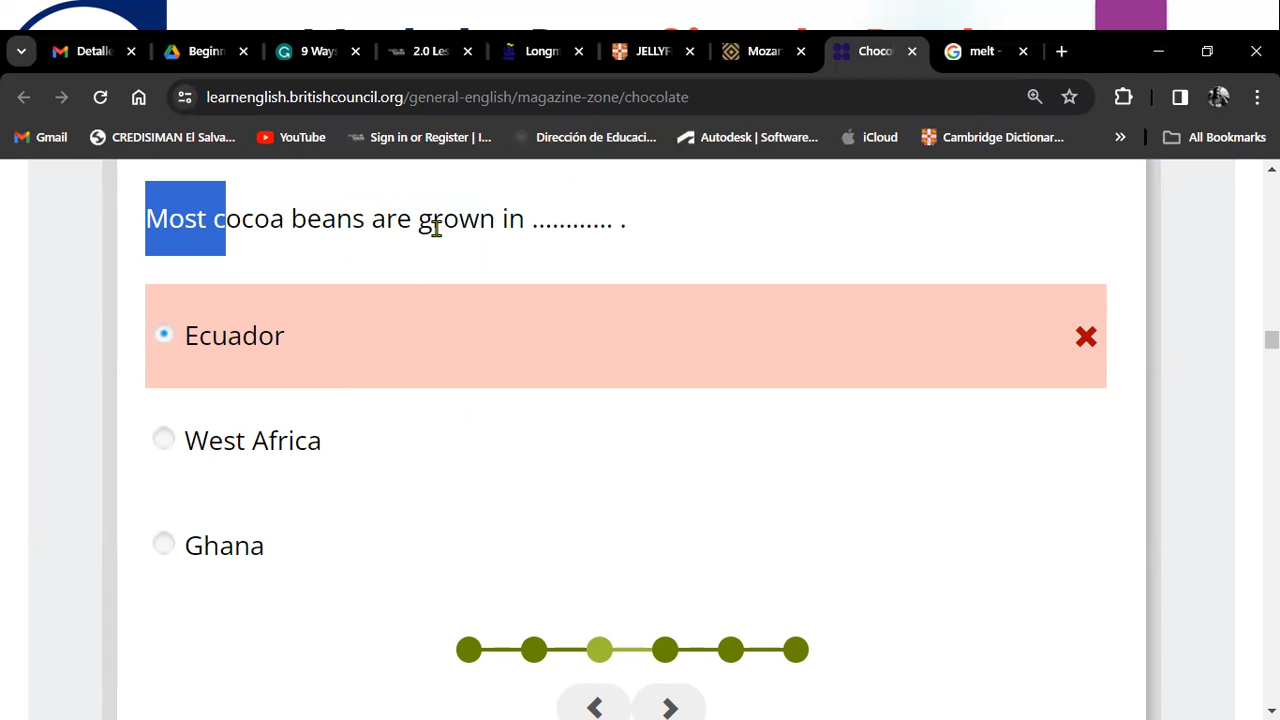 Detalle
Beginn
9 Ways
2.0 Les
Longm
JELLYF
Mozar
Choco
melt -
learnenglish.britishcouncil.org/general-english/magazine-zone/chocolate
Gmail
CREDISIMAN El Salva...
YouTube
Sign in or Register | I...
Dirección de Educaci...
Autodesk | Software...
iCloud
Cambridge Dictionar...
»
All Bookmarks
Most cocoa beans are grown in ............ .
Ecuador
West Africa
Ghana